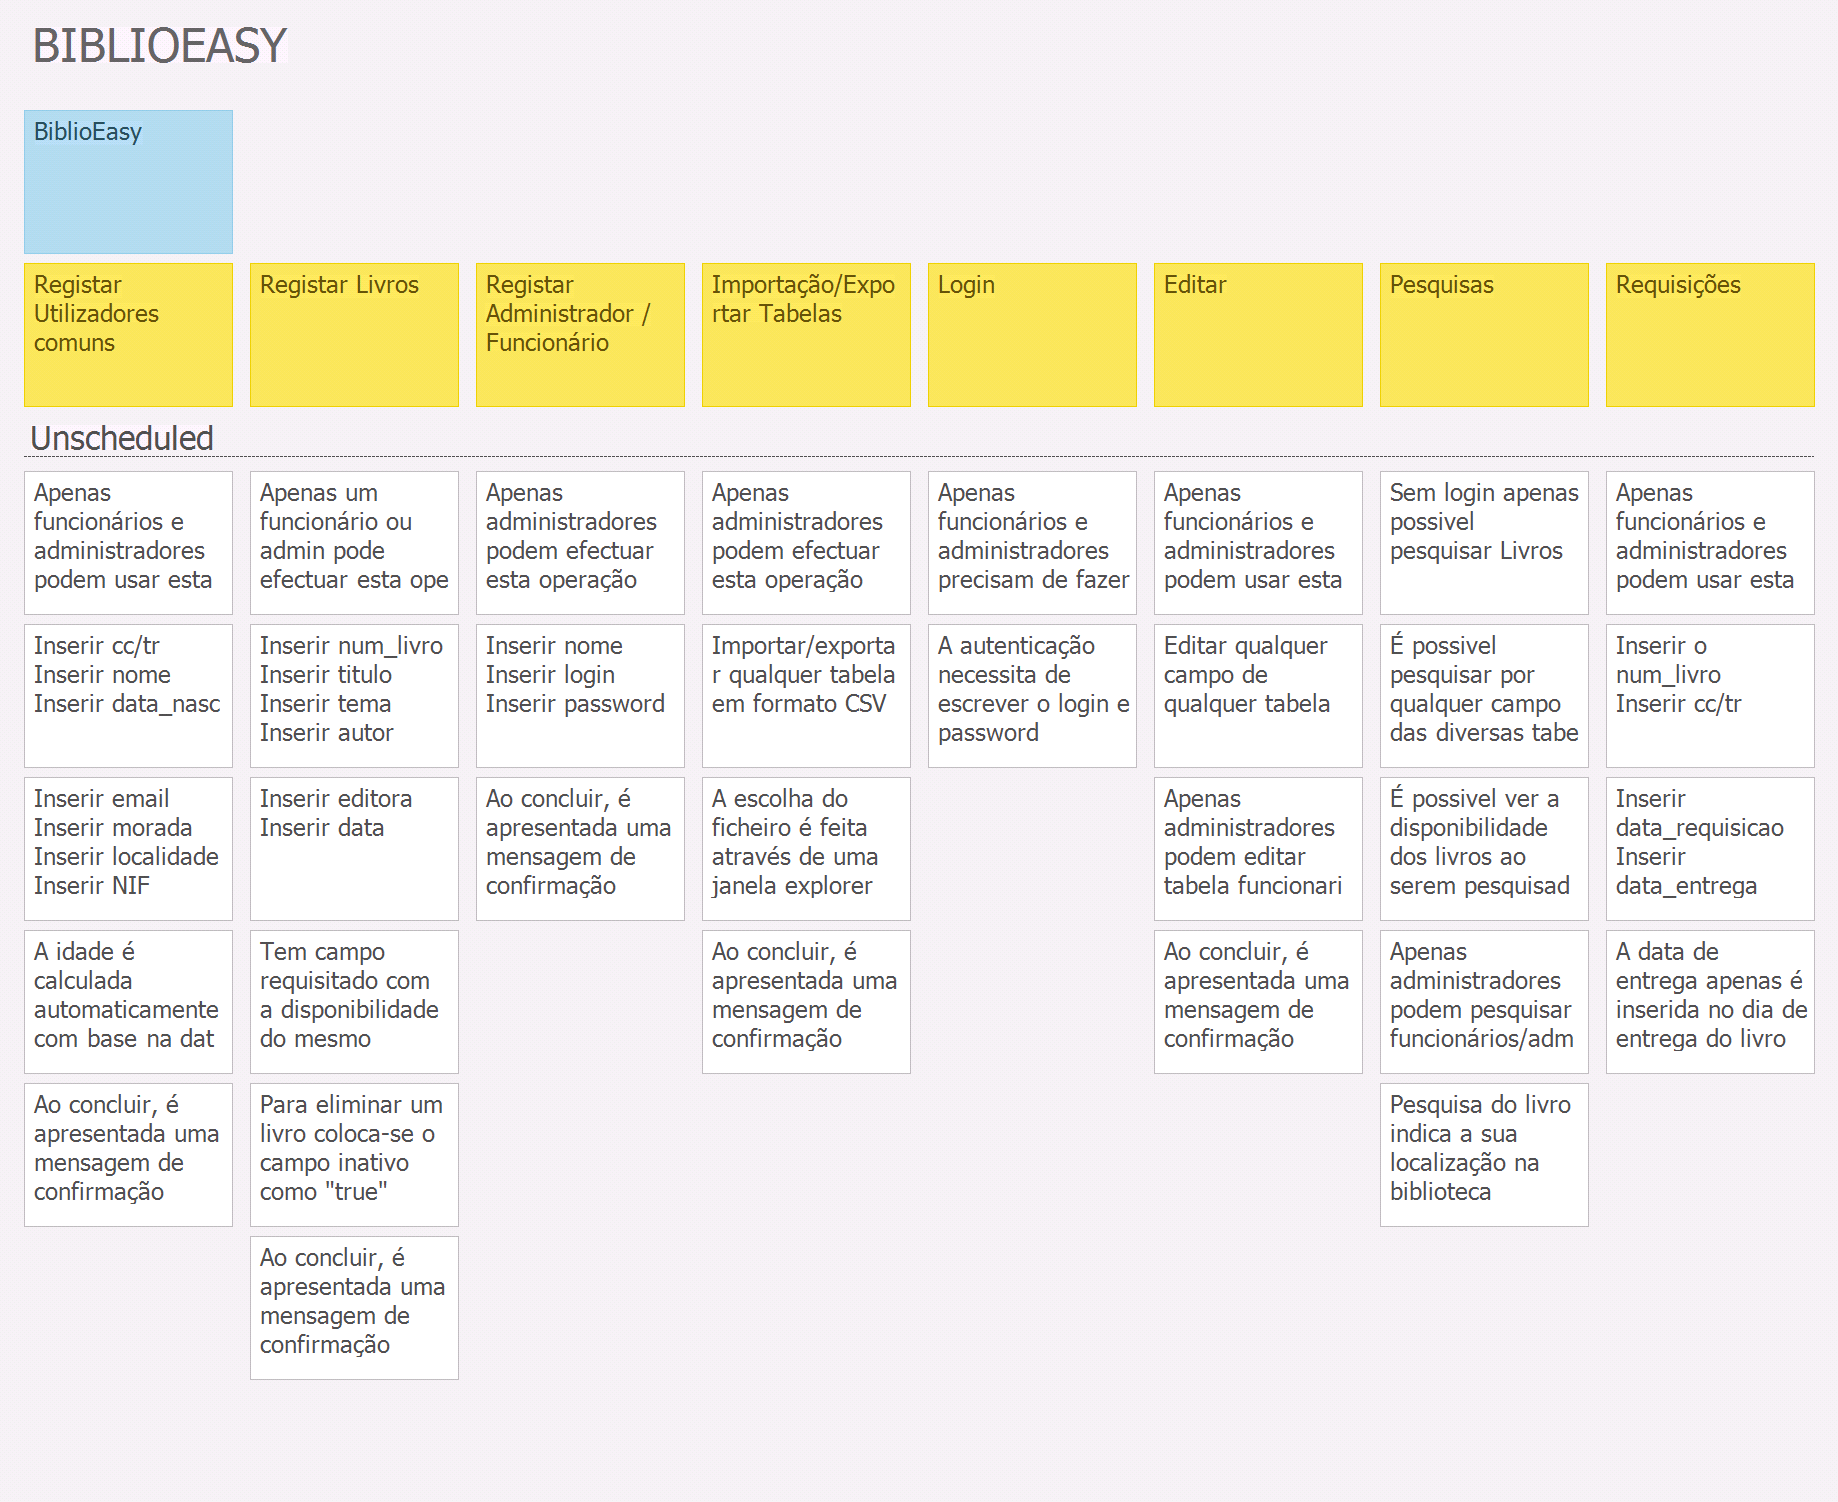 BIBLIOEASY
BiblioEasy
Registar
Utilizadores
comuns
Registar Livros
Registar
Administrador /
Funcionário
Importação/Expo
rtar Tabelas
Login
Editar
Pesquisas
Requisições
Unscheduled
Apenas
funcionários e
administradores
podem usar esta
Apenas um
funcionário ou
admin pode
efectuar esta ope
Apenas
administradores
podem efectuar
esta operação
Apenas
administradores
podem efectuar
esta operação
Apenas
funcionários e
administradores
precisam de fazer
Apenas
funcionários e
administradores
podem usar esta
Sem login apenas
possivel
pesquisar Livros
Apenas
funcionários e
administradores
podem usar esta
Inserir cc/tr
Inserir nome
Inserir data_nasc
Inserir num_livro
Inserir titulo
Inserir tema
Inserir autor
Inserir nome
Inserir login
Inserir password
Importar/exporta
r qualquer tabela
em formato CSV
A autenticação
necessita de
escrever o login e
password
Editar qualquer
campo de
qualquer tabela
É possivel
pesquisar por
qualquer campo
das diversas tabe
Inserir o
num_livro
Inserir cc/tr
Inserir email
Inserir morada
Inserir localidade
Inserir NIF
Inserir editora
Inserir data
Ao concluir, é
apresentada uma
mensagem de
confirmação
A escolha do
ficheiro é feita
através de uma
janela explorer
Apenas
administradores
podem editar
tabela funcionari
É possivel ver a
disponibilidade
dos livros ao
serem pesquisad
Inserir
data_requisicao
Inserir
data_entrega
A idade é
calculada
automaticamente
com base na dat
Tem campo
requisitado com
a disponibilidade
do mesmo
Ao concluir, é
apresentada uma
mensagem de
confirmação
Ao concluir, é
apresentada uma
mensagem de
confirmação
Apenas
administradores
podem pesquisar
funcionários/adm
A data de
entrega apenas é
inserida no dia de
entrega do livro
Ao concluir, é
apresentada uma
mensagem de
confirmação
Para eliminar um
livro coloca-se o
campo inativo
como "true"
Pesquisa do livro
indica a sua
localização na
biblioteca
Ao concluir, é
apresentada uma
mensagem de
confirmação